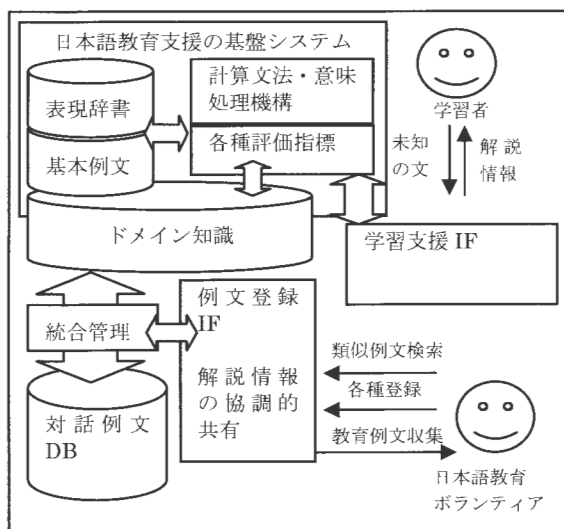 日本語教育支援の基盤システム
表現辞書
基本例文
計算文法・意味
処理機構
各種評価指標
ドメイン知識
学習者
未知
の文
解説
情報
学習支援 IF
統合管理
例文登録
IF
解説情報
の協調的
共有
対話例文
DB
類似例文検索
各種登録
教育例文収集
日本語教育
ボランティア